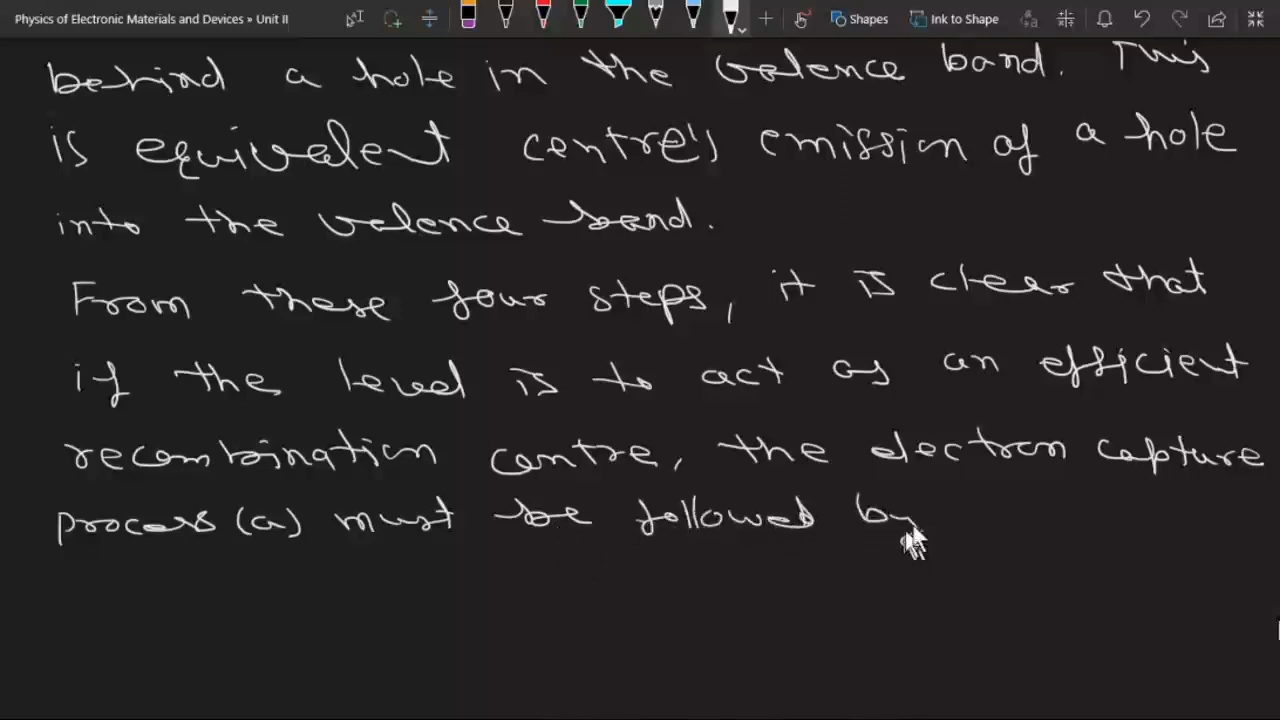 Physics of Electronic Materials and Devices » Unit II
Shapes
Ink to Shape
behind a hole in the valence band. This
is equivalent centre's emission of a hole
into the valence band.
From these four steps, it is clear that
if the level is to act as an efficient
recombination centre, the electron capture
process (a) must be followed by